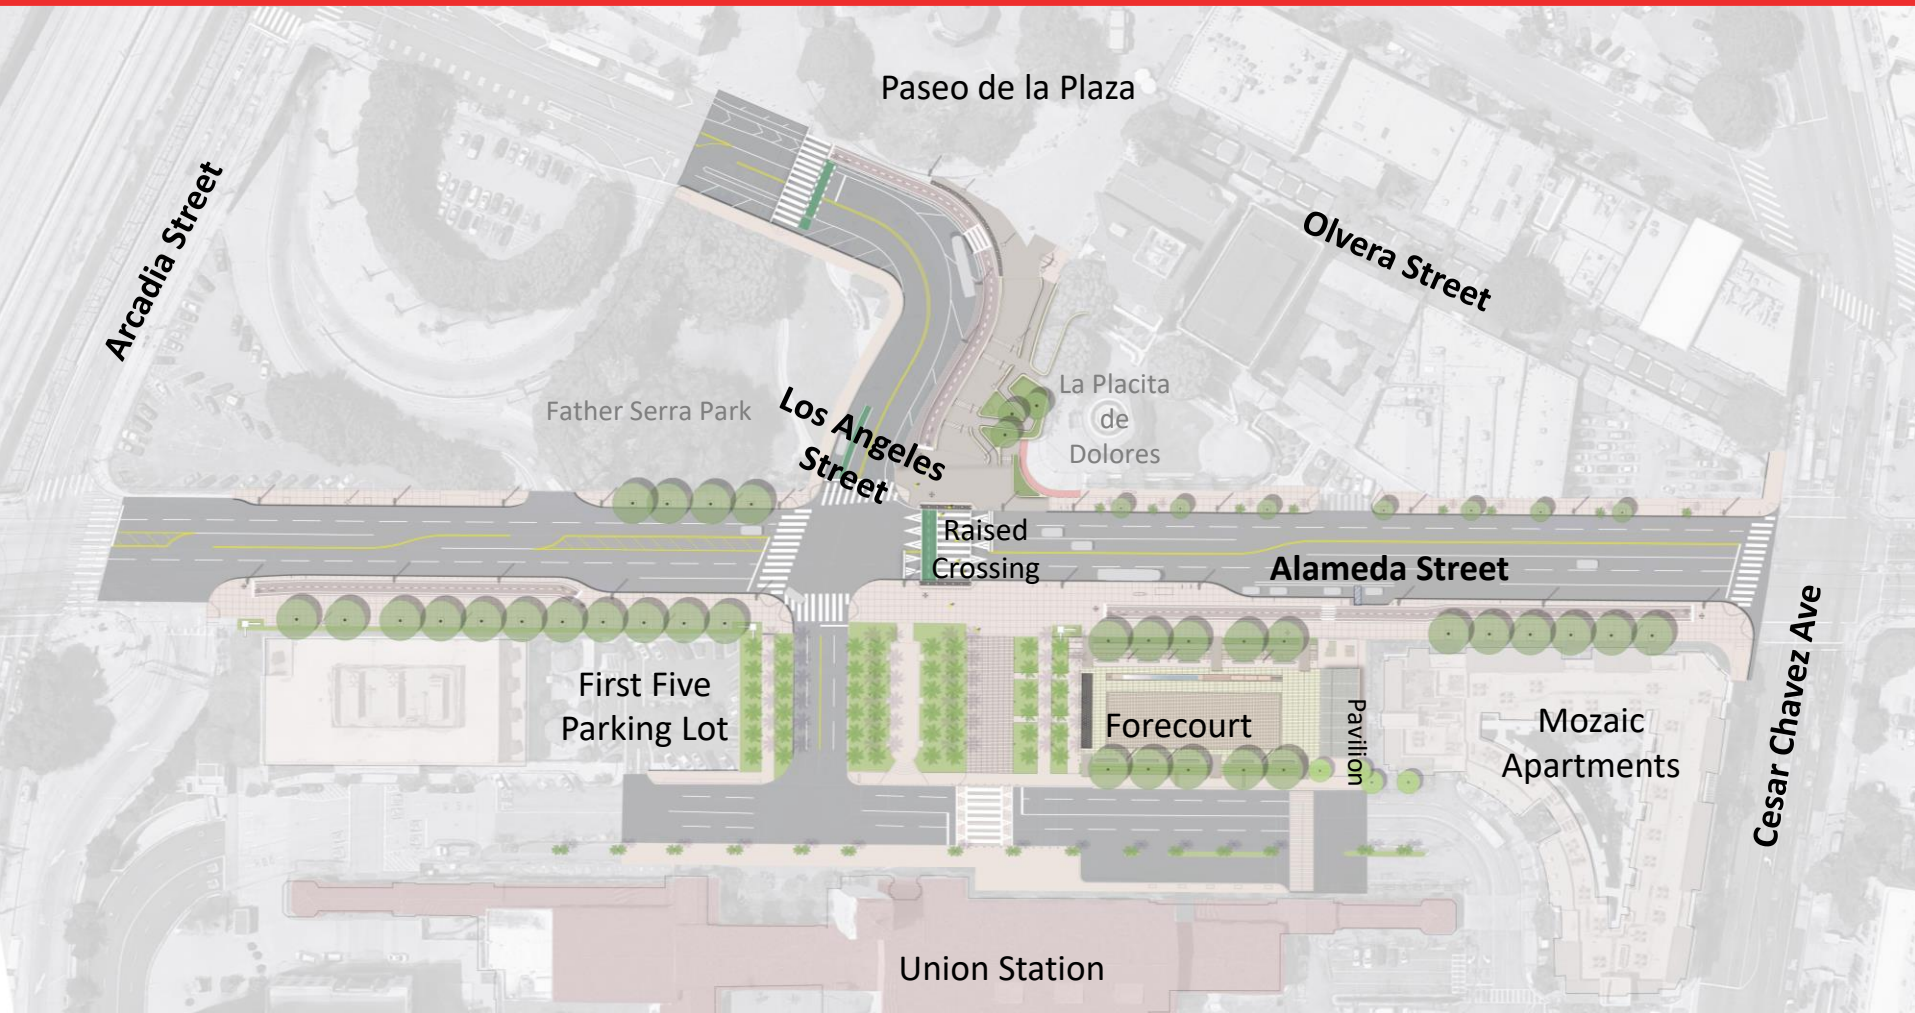 Paseo de la Plaza
Arcadia Street
Olvera Street
Father Serra Park
Los Angeles
Street
La Placita
de
Dolores
Raised
Crossing
Alameda Street
Cesar Chavez Ave
First Five
Parking Lot
Forecourt
Pavilion
Mozaic
Apartments
Union Station